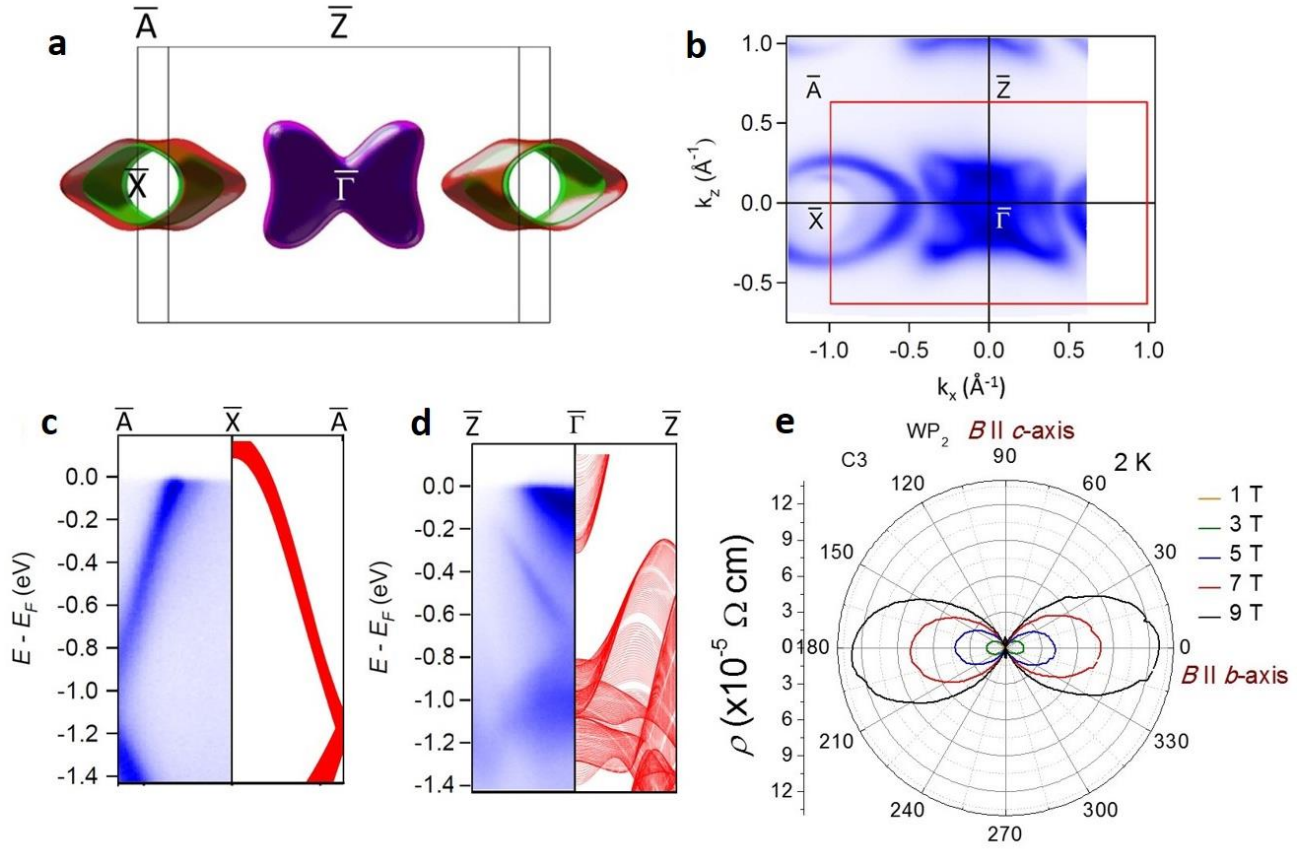 a
A̅
Z̅
X̅
Γ̅
b
1.0
0.5
0.0
-0.5
k_z (Å⁻¹)
A̅
Z̅
X̅
Γ̅
-1.0
-0.5
0.0
0.5
1.0
k_x (Å⁻¹)
c
A̅
X̅
A̅
0.0
-0.2
-0.4
-0.6
-0.8
-1.0
-1.2
-1.4
E - E_F (eV)
d
Z̅
Γ̅
Z̅
0.0
-0.2
-0.4
-0.6
-0.8
-1.0
-1.2
-1.4
E - E_F (eV)
e
WP₂ B || c-axis
C3
2 K
90
120
60
150
30
180
0
210
330
240
300
270
12
9
6
3
0
3
6
9
12
ρ (x10⁻⁵ Ω cm)
B || b-axis
1 T
3 T
5 T
7 T
9 T